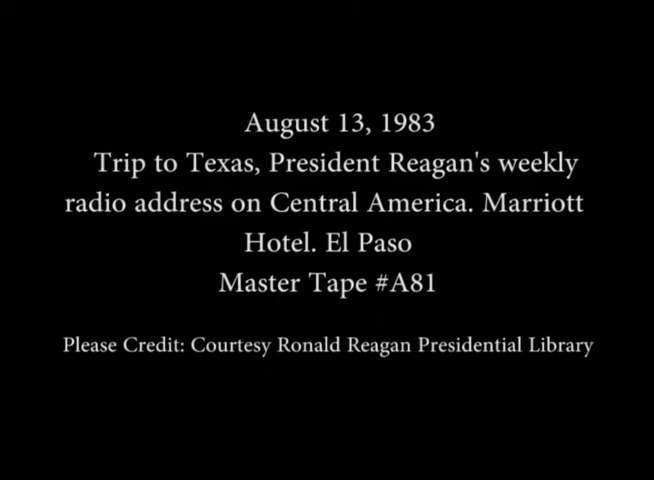 August 13, 1983
Trip to Texas, President Reagan's weekly
radio address on Central America. Marriott
Hotel. El Paso
Master Tape #A81
Please Credit: Courtesy Ronald Reagan Presidential Library